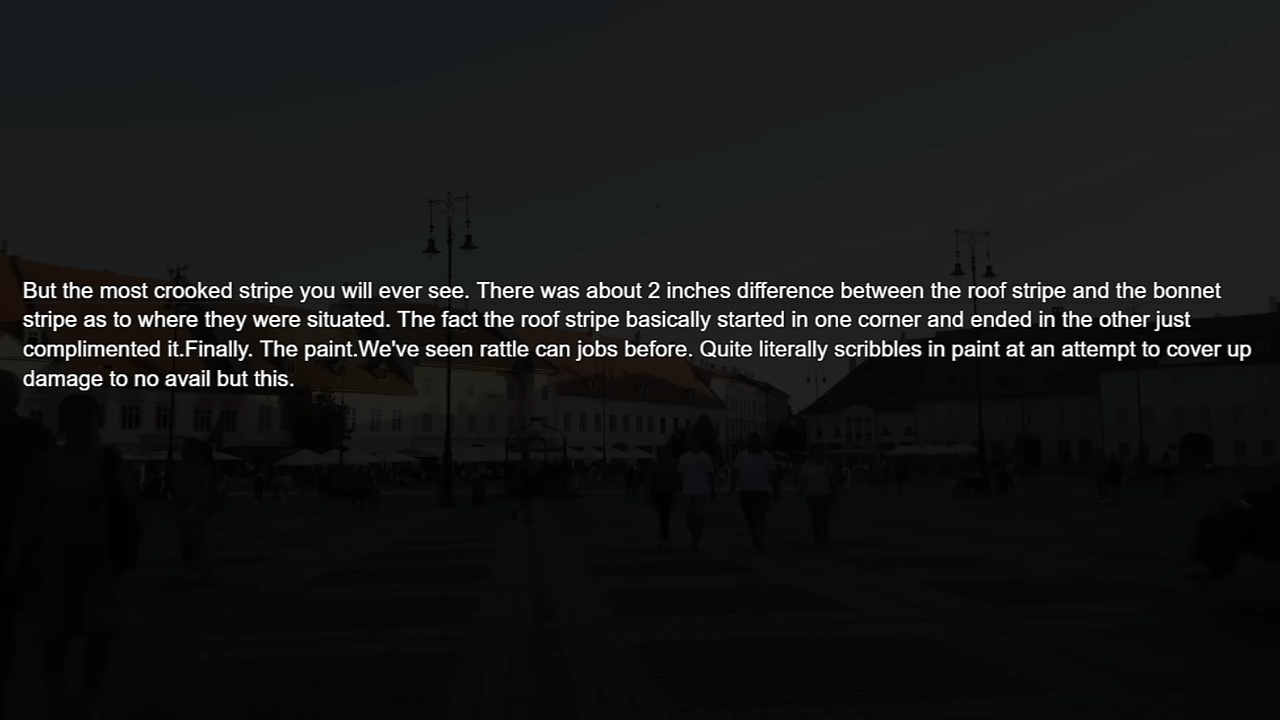 But the most crooked stripe you will ever see. There was about 2 inches difference between the roof stripe and the bonnet
stripe as to where they were situated. The fact the roof stripe basically started in one corner and ended in the other just
complimented it.Finally. The paint.We've seen rattle can jobs before. Quite literally scribbles in paint at an attempt to cover up
damage to no avail but this.